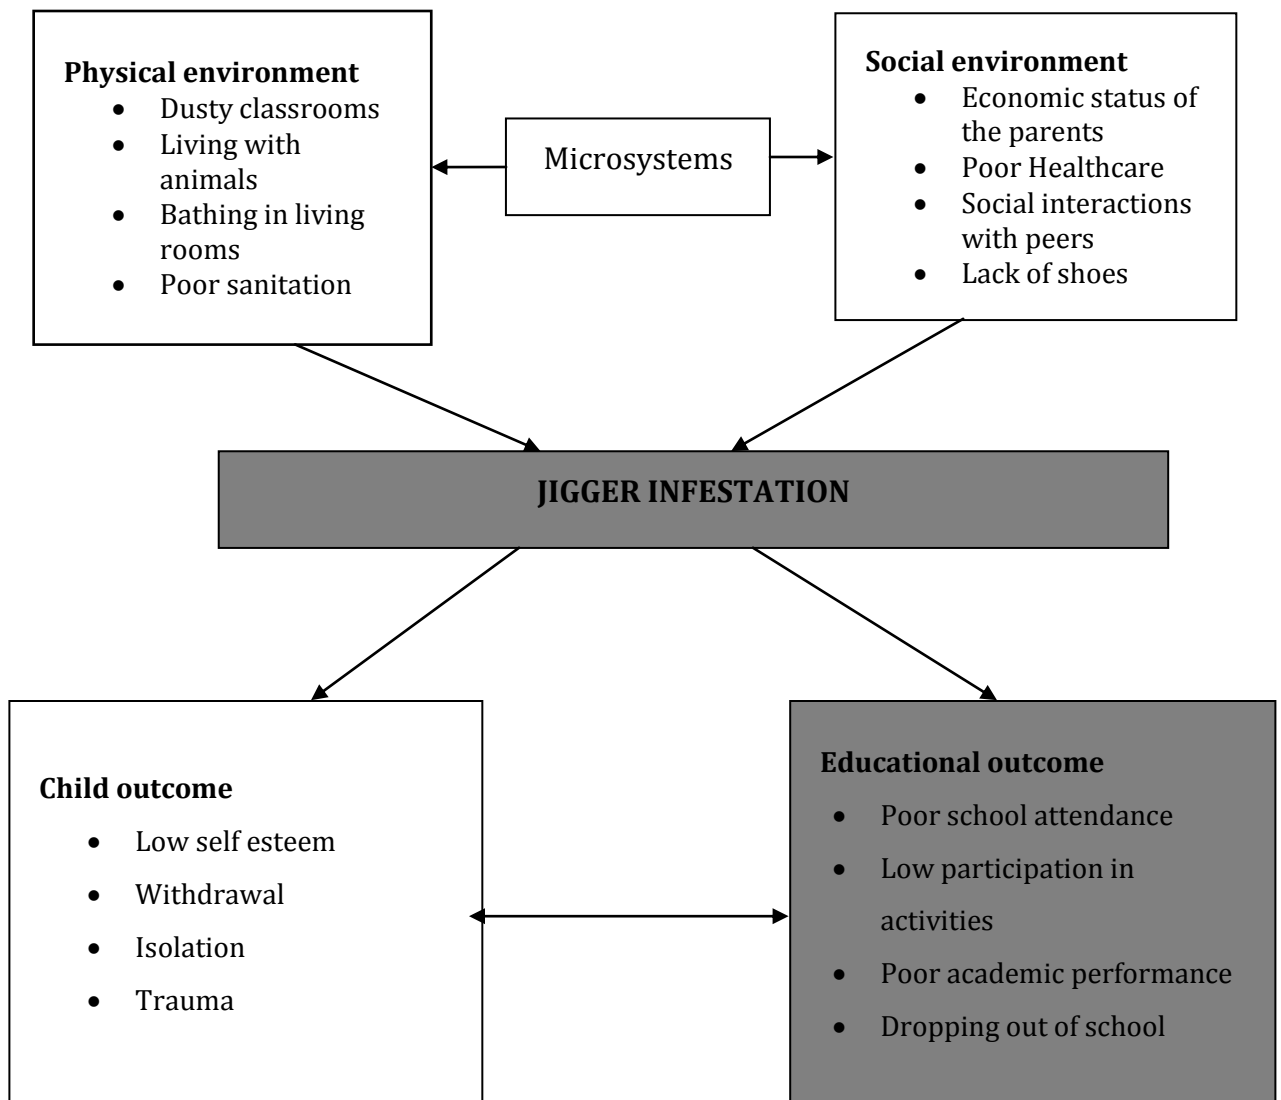 Physical environment
• Dusty classrooms
• Living with
animals
• Bathing in living
rooms
• Poor sanitation
Microsystems
Social environment
• Economic status of
the parents
• Poor Healthcare
• Social interactions
with peers
• Lack of shoes
JIGGER INFESTATION
Child outcome
• Low self esteem
• Withdrawal
• Isolation
• Trauma
Educational outcome
• Poor school attendance
• Low participation in
activities
• Poor academic performance
• Dropping out of school